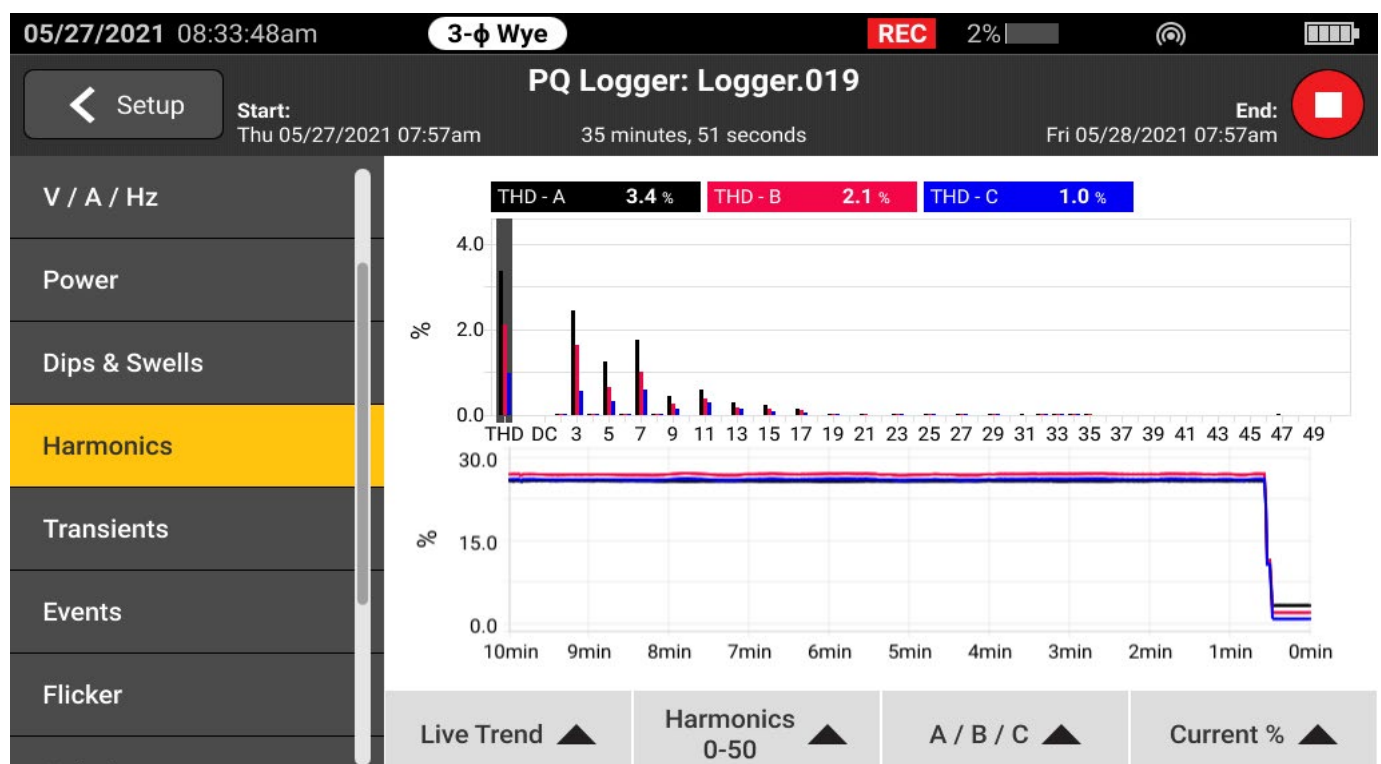 05/27/2021 08:33:48am 3-ϕ Wye REC 2%
Setup
PQ Logger: Logger.019
Start: End:
Thu 05/27/2021 07:57am 35 minutes, 51 seconds Fri 05/28/2021 07:57am
V / A / Hz
Power
Dips & Swells
Harmonics
Transients
Events
Flicker
THD - A 3.4 % THD - B 2.1 % THD - C 1.0 %
4.0
%
2.0
0.0
THD DC 3 5 7 9 11 13 15 17 19 21 23 25 27 29 31 33 35 37 39 41 43 45 47 49
30.0
%
15.0
0.0
10min 9min 8min 7min 6min 5min 4min 3min 2min 1min 0min
Live Trend
Harmonics
0-50
A / B / C
Current %